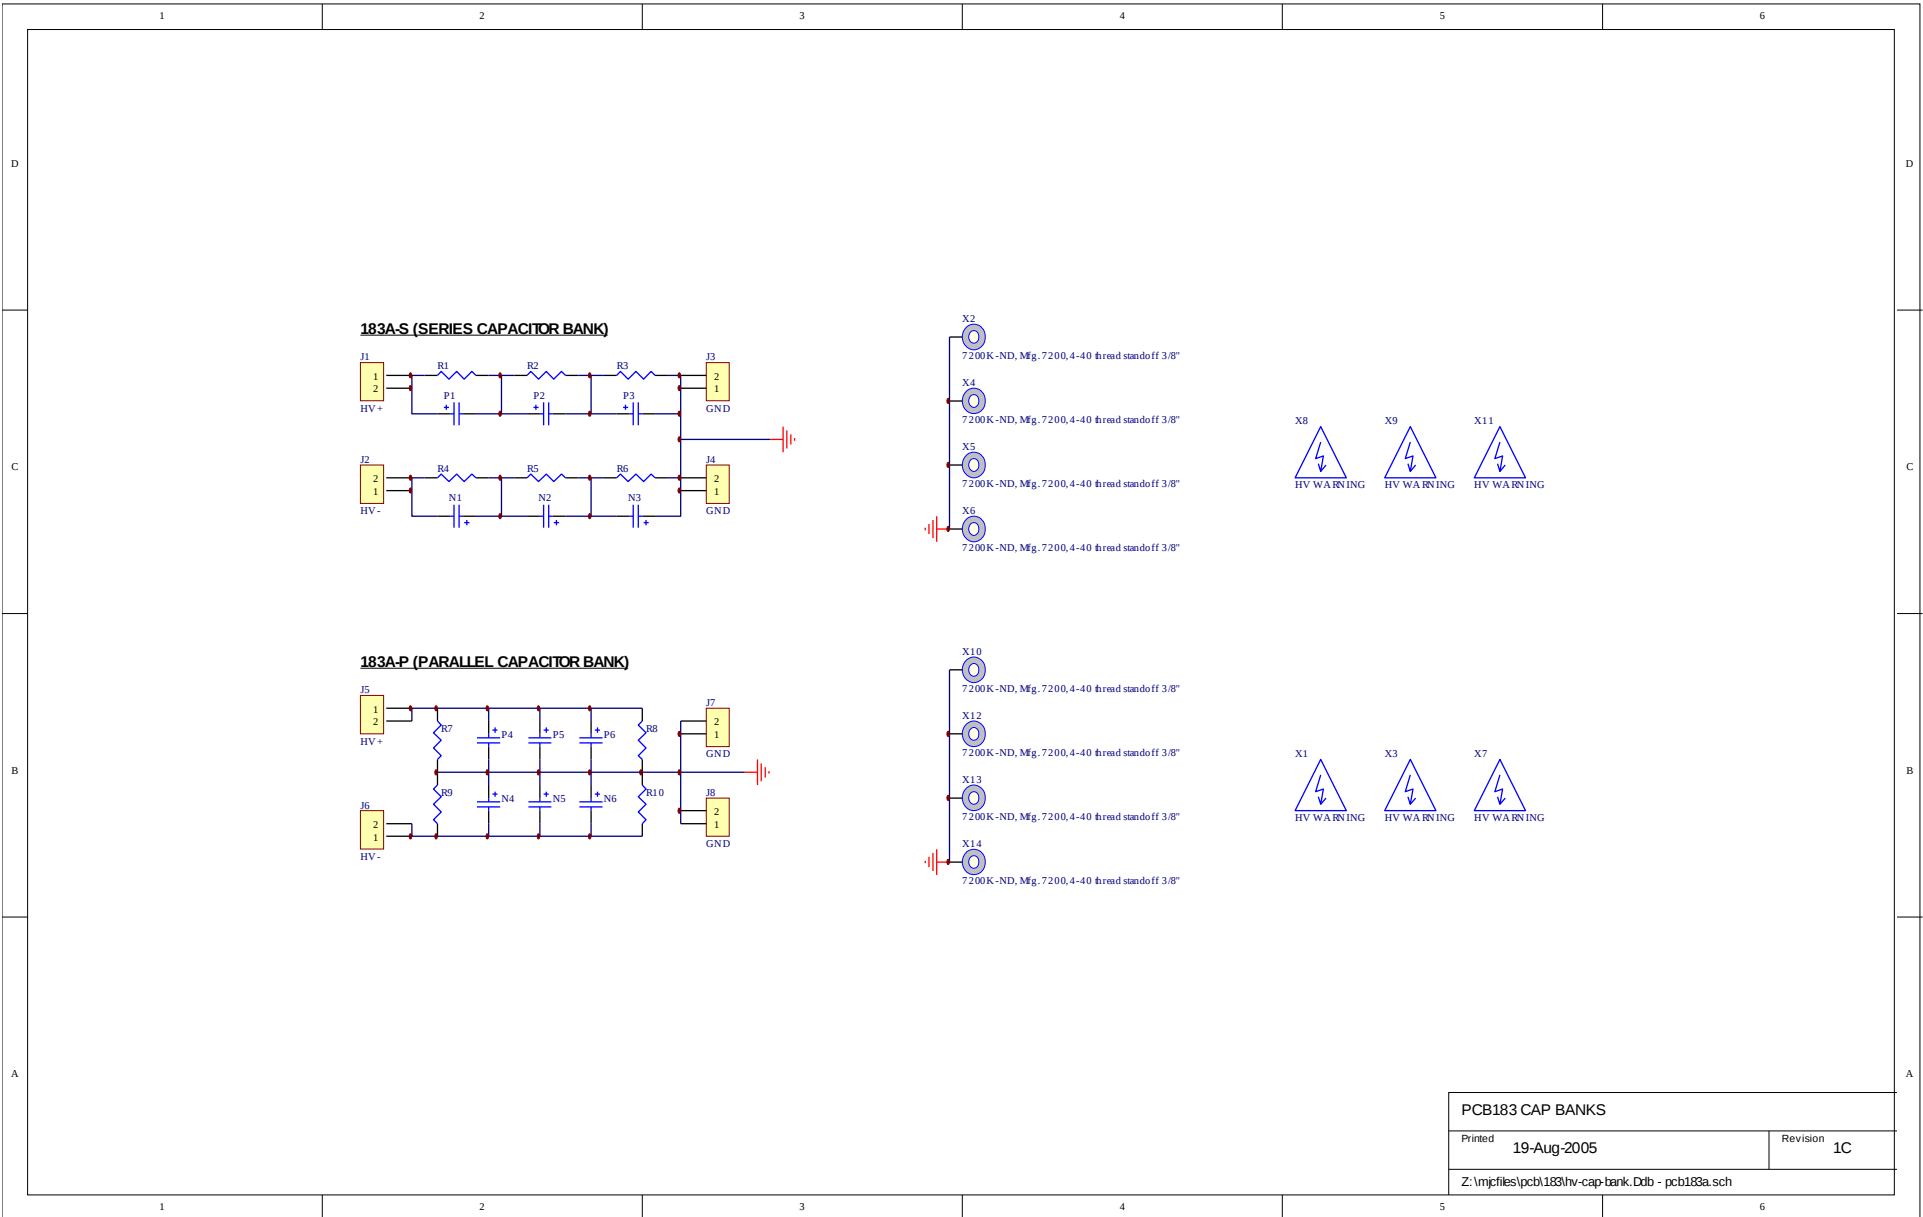 1 2 3 4 5 6
D D
183A-S (SERIES CAPACITOR BANK)
J1 R1 R2 R3 J3
1 2
2 1
P1 P2 P3
+ + +
HV+ GND
J2 R4 R5 R6 J4
2 2
1 1
N1 N2 N3
+ + +
HV- GND
X2
7200K-ND, Mfg. 7200, 4-40 thread standoff 3/8"
X4
7200K-ND, Mfg. 7200, 4-40 thread standoff 3/8"
X5
7200K-ND, Mfg. 7200, 4-40 thread standoff 3/8"
X6
7200K-ND, Mfg. 7200, 4-40 thread standoff 3/8"
X8 X9 X11
HV WARNING HV WARNING HV WARNING
C C
183A-P (PARALLEL CAPACITOR BANK)
J5 J7
1 2
2 1
HV+ GND
R7 + P4 + P5 + P6 R8
R9 + N4 + N5 + N6 R10
J6 J8
2 2
1 1
HV- GND
X10
7200K-ND, Mfg. 7200, 4-40 thread standoff 3/8"
X12
7200K-ND, Mfg. 7200, 4-40 thread standoff 3/8"
X13
7200K-ND, Mfg. 7200, 4-40 thread standoff 3/8"
X14
7200K-ND, Mfg. 7200, 4-40 thread standoff 3/8"
X1 X3 X7
HV WARNING HV WARNING HV WARNING
B B
A A
PCB183 CAP BANKS
Printed 19-Aug-2005 Revision 1C
Z:\mjcfiles\pcb\183\hv-cap-bank.Ddb - pcb183a.sch
1 2 3 4 5 6